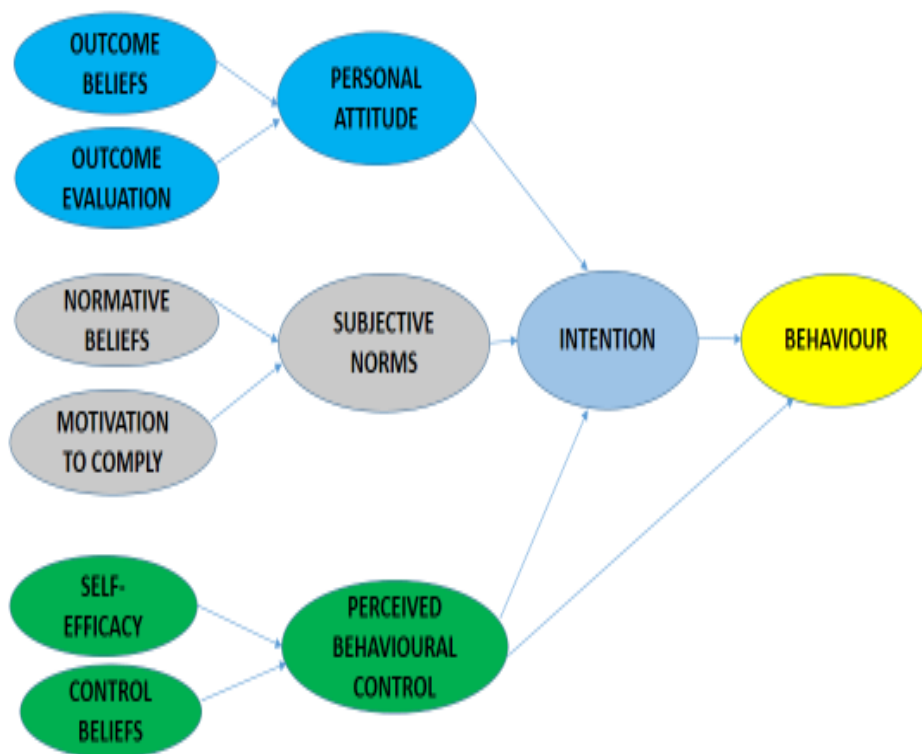 OUTCOME
BELIEFS
OUTCOME
EVALUATION
PERSONAL
ATTITUDE
NORMATIVE
BELIEFS
MOTIVATION
TO COMPLY
SUBJECTIVE
NORMS
INTENTION
BEHAVIOUR
SELF-
EFFICACY
CONTROL
BELIEFS
PERCEIVED
BEHAVIOURAL
CONTROL